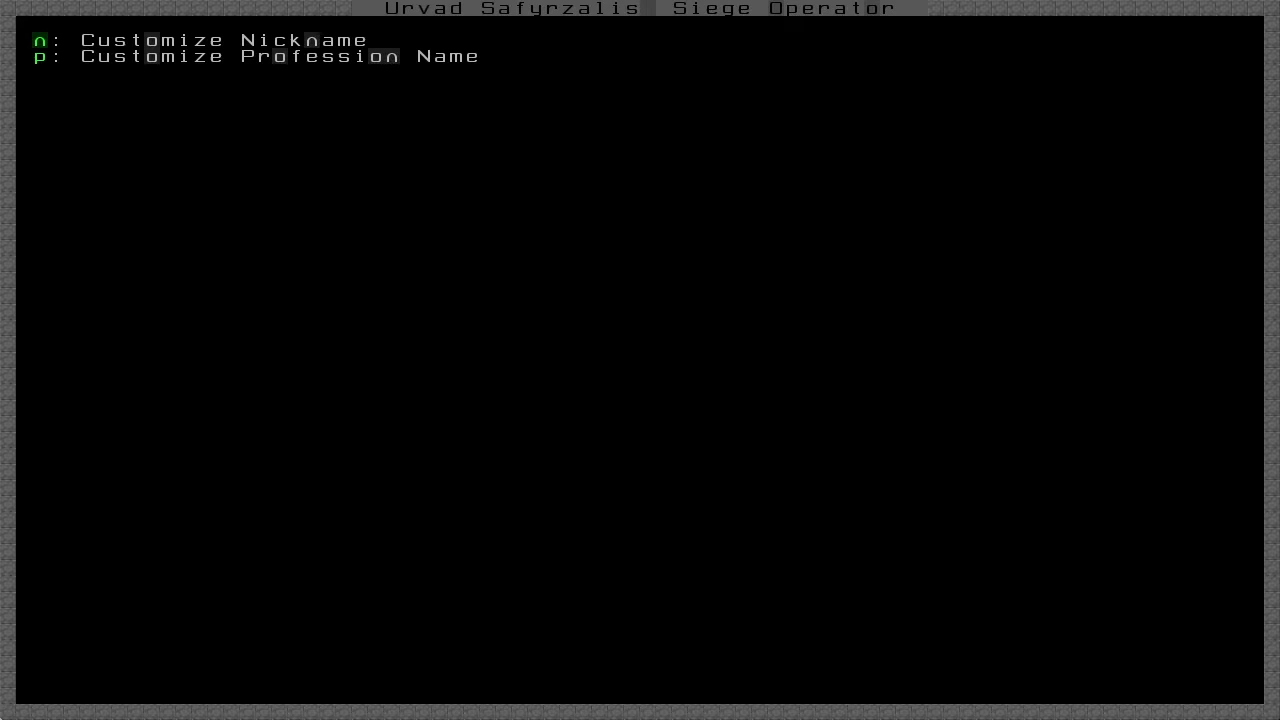 Urvad Safyrzalis, Siege Operator
n: Customize Nickname
p: Customize Profession Name